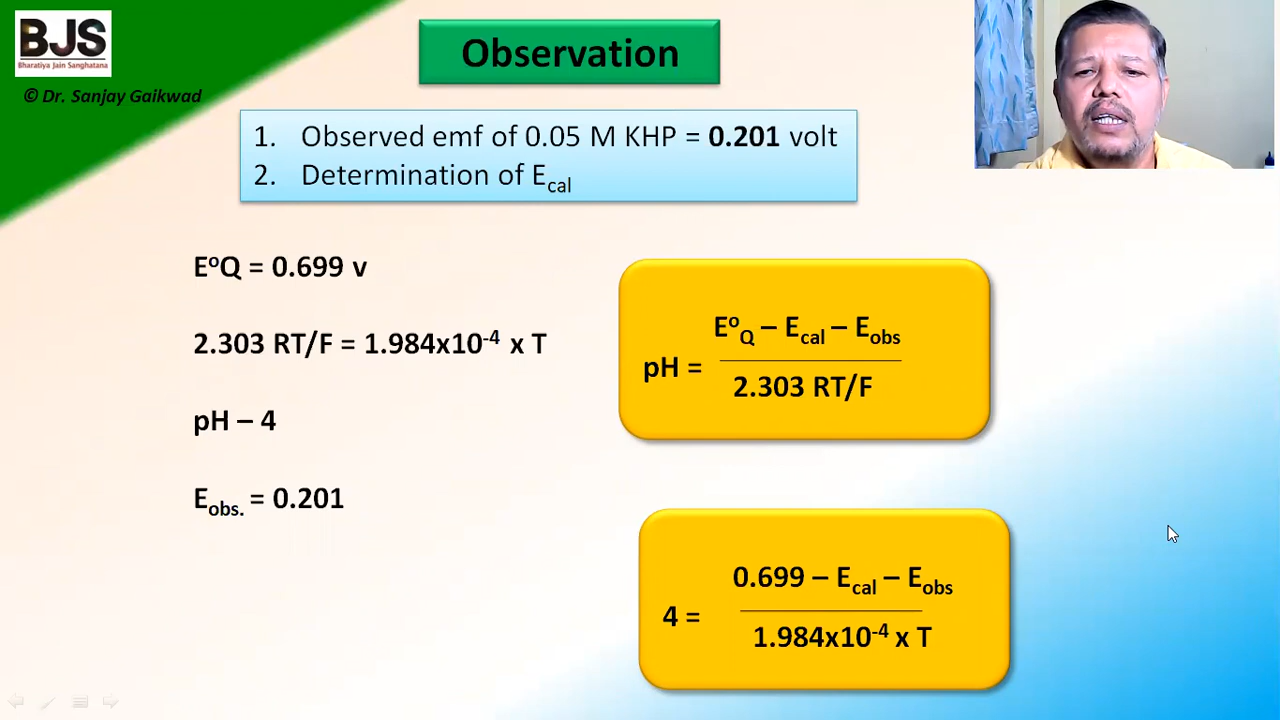 BJS
Bharatiya Jain Sanghatana
© Dr. Sanjay Gaikwad
Observation
1. Observed emf of 0.05 M KHP = 0.201 volt
2. Determination of Ecal
EºQ = 0.699 v
2.303 RT/F = 1.984x10⁻⁴ x T
pH – 4
Eobs. = 0.201
EºQ – Ecal – Eobs
pH =
2.303 RT/F
0.699 – Ecal – Eobs
4 =
1.984x10⁻⁴ x T